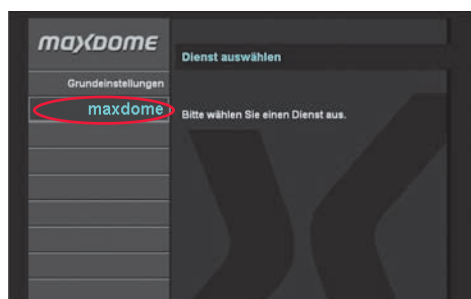 maxdome
Dienst auswählen
Grundeinstellungen
maxdome
Bitte wählen Sie einen Dienst aus.